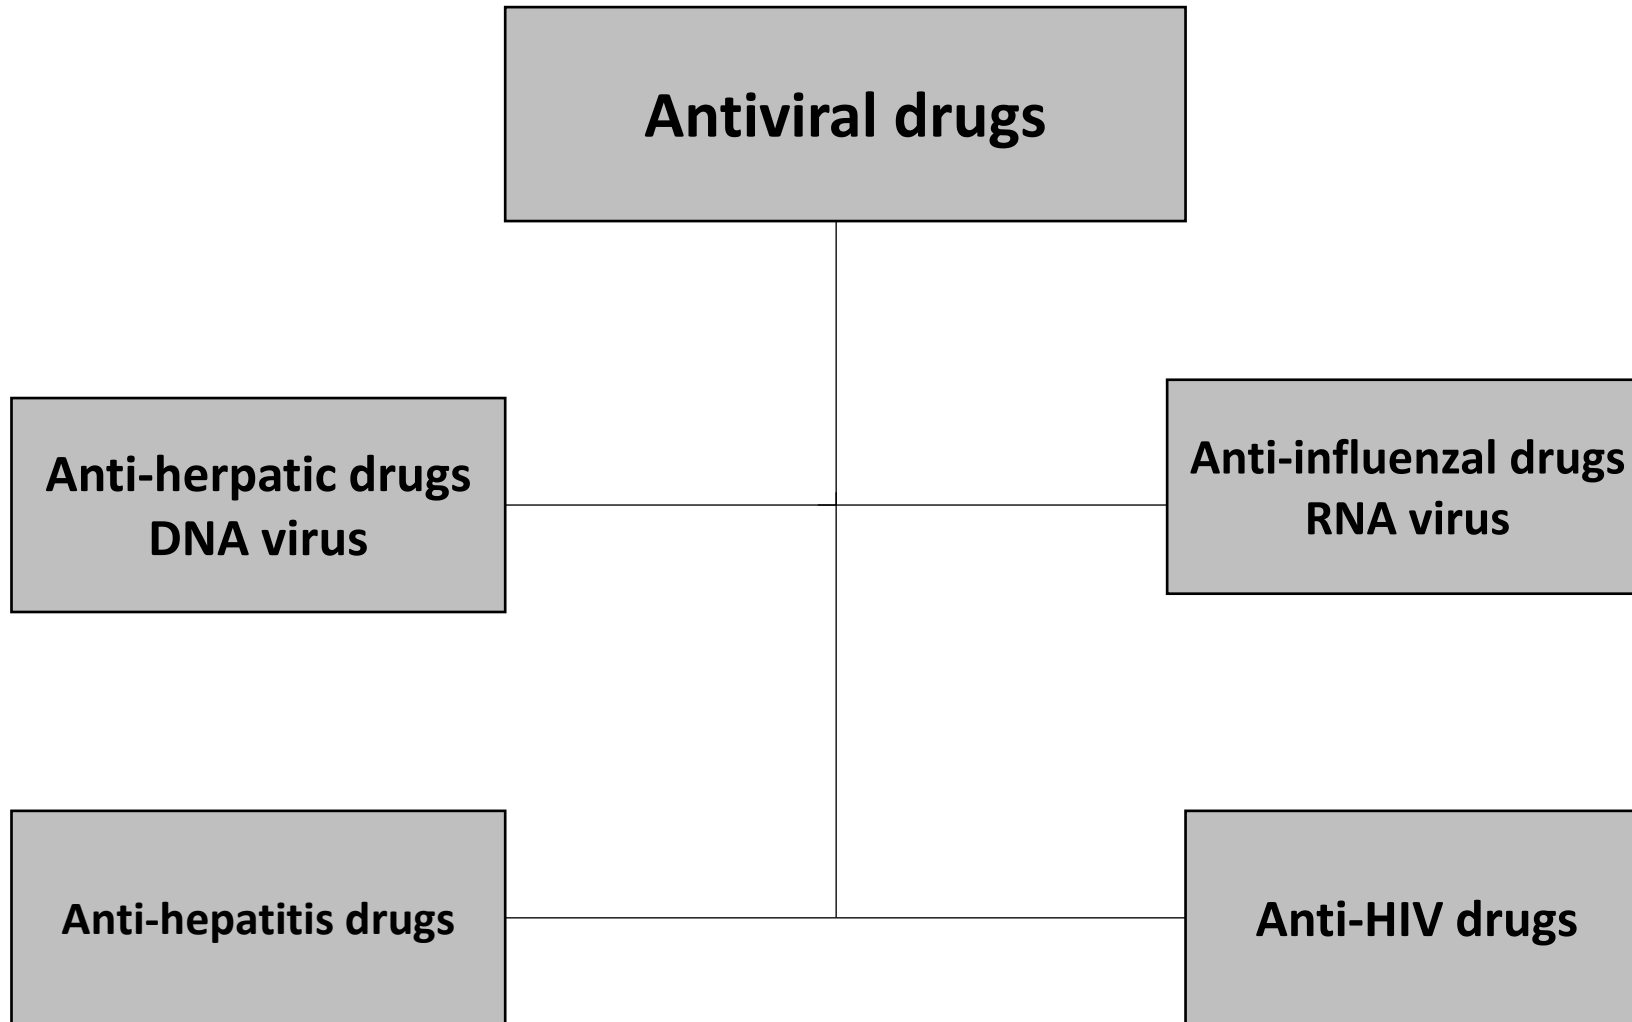 Antiviral drugs
Anti-herpatic drugs
DNA virus
Anti-influenzal drugs
RNA virus
Anti-hepatitis drugs
Anti-HIV drugs